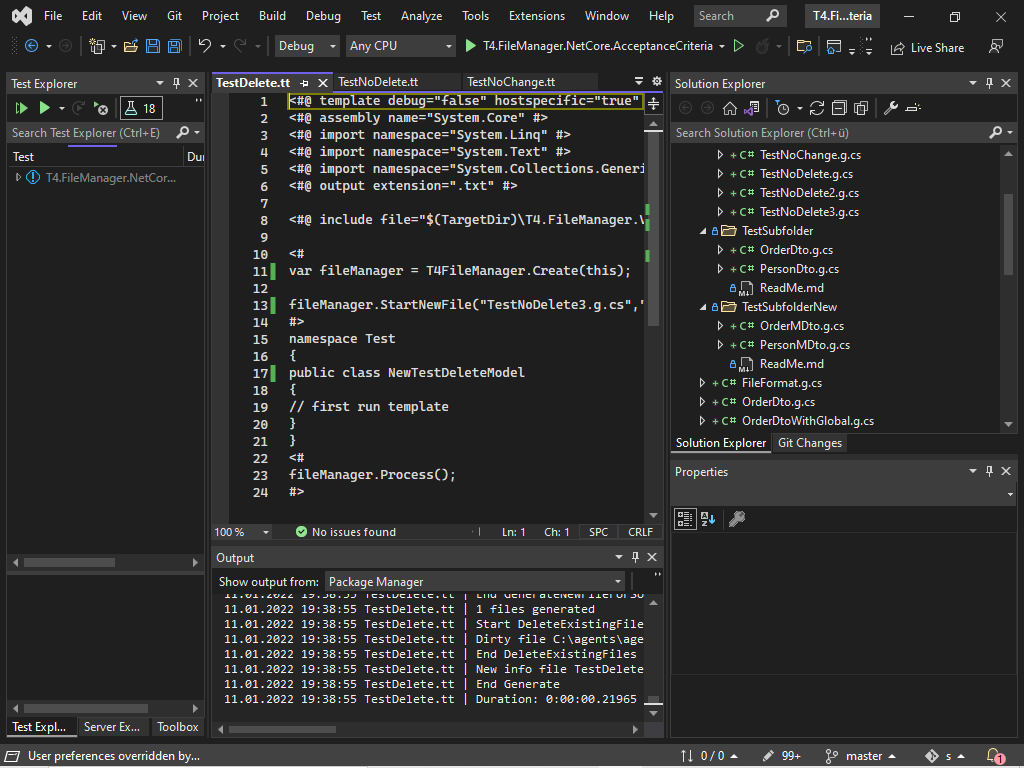 File Edit View Git Project Build Debug Test Analyze Tools Extensions Window Help Search T4.Fi...teria
Debug Any CPU T4.FileManager.NetCore.AcceptanceCriteria Live Share
Test Explorer
18
Search Test Explorer (Ctrl+E)
Test Dur
T4.FileManager.NetCor...
Test Expl... Server Ex... Toolbox
TestDelete.tt TestNoDelete.tt TestNoChange.tt
1 <#@ template debug="false" hostspecific="true"
2 <#@ assembly name="System.Core" #>
3 <#@ import namespace="System.Linq" #>
4 <#@ import namespace="System.Text" #>
5 <#@ import namespace="System.Collections.Generi
6 <#@ output extension=".txt" #>
7
8 <#@ include file="$(TargetDir)\T4.FileManager.V
9
10 <#
11 var fileManager = T4FileManager.Create(this);
12
13 fileManager.StartNewFile("TestNoDelete3.g.cs","
14 #>
15 namespace Test
16 {
17 public class NewTestDeleteModel
18 {
19 // first run template
20 }
21 }
22 <#
23 fileManager.Process();
24 #>
100 % No issues found Ln: 1 Ch: 1 SPC CRLF
Output
Show output from: Package Manager
11.01.2022 19:38:55 TestDelete.tt | End GenerateNewFileForSo
11.01.2022 19:38:55 TestDelete.tt | 1 files generated
11.01.2022 19:38:55 TestDelete.tt | Start DeleteExistingFile
11.01.2022 19:38:55 TestDelete.tt | Dirty file C:\agents\age
11.01.2022 19:38:55 TestDelete.tt | End DeleteExistingFiles
11.01.2022 19:38:55 TestDelete.tt | New info file TestDelete
11.01.2022 19:38:55 TestDelete.tt | End Generate
11.01.2022 19:38:55 TestDelete.tt | Duration: 0:00:00.21965
Solution Explorer
Search Solution Explorer (Ctrl+ü)
+ C# TestNoChange.g.cs
+ C# TestNoDelete.g.cs
+ C# TestNoDelete2.g.cs
+ C# TestNoDelete3.g.cs
TestSubfolder
+ C# OrderDto.g.cs
+ C# PersonDto.g.cs
M ReadMe.md
TestSubfolderNew
+ C# OrderMDto.g.cs
+ C# PersonMDto.g.cs
M ReadMe.md
+ C# FileFormat.g.cs
+ C# OrderDto.g.cs
+ C# OrderDtoWithGlobal.g.cs
Solution Explorer Git Changes
Properties
User preferences overridden by... 0 / 0 99+ master s 1